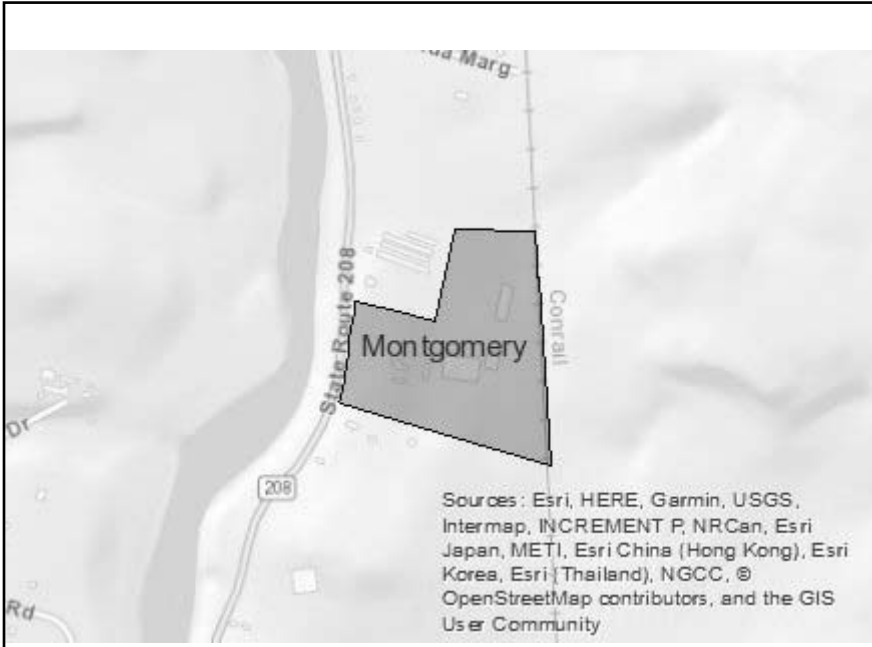 Marg
State Route 208
Conrail
Montgomery
Dr
208
Rd
Sources: Esri, HERE, Garmin, USGS,
Intermap, INCREMENT P, NRCan, Esri
Japan, METI, Esri China (Hong Kong), Esri
Korea, Esri (Thailand), NGCC, ©
OpenStreetMap contributors, and the GIS
User Community